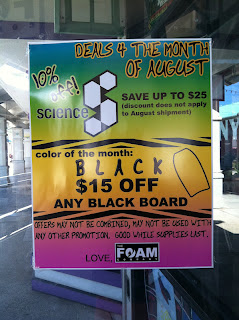 DEALS 4 THE MONTH
OF AUGUST
10%
off!
science
SAVE UP TO $25
(discount does not apply
to August shipment)
color of the month:
BLACK
$15 OFF
ANY BLACK BOARD
OFFERS MAY NOT BE COMBINED, MAY NOT BE USED WITH
ANY OTHER PROMOTION. GOOD WHILE SUPPLIES LAST.
LOVE,
FOAM